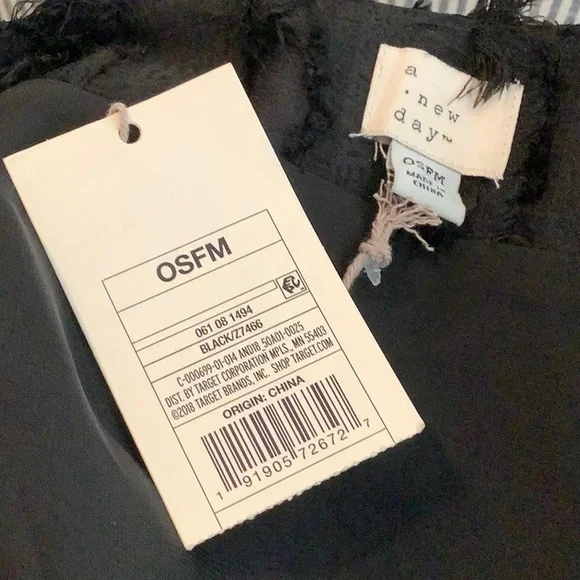 a
• new
day™
OSFM
MADE IN
CHINA
OSFM
061 08 1494
BLACK/Z7466
C-000699-01-014 AND18 50A01-0025
DIST. BY TARGET CORPORATION MPLS., MN 55403
©2018 TARGET BRANDS, INC. SHOP TARGET.COM
ORIGIN: CHINA
1 91905 72672 7